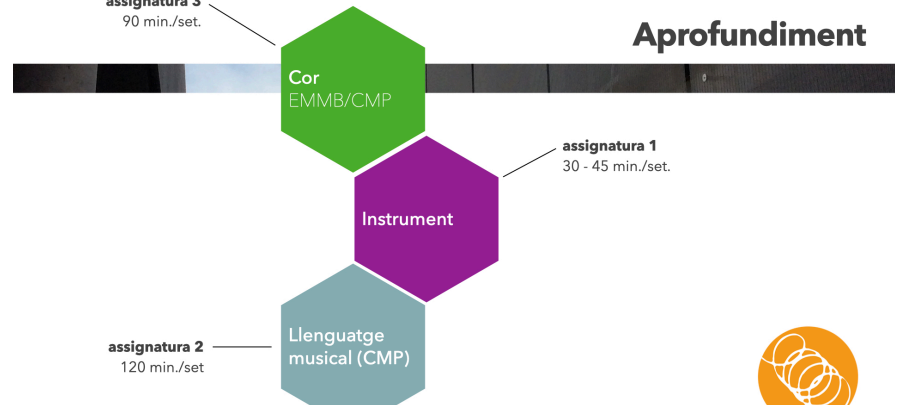 assignatura 3
90 min./set.
Aprofundiment
Cor
EMMB/CMP
assignatura 1
30 - 45 min./set.
Instrument
Llenguatge
musical (CMP)
assignatura 2
120 min./set